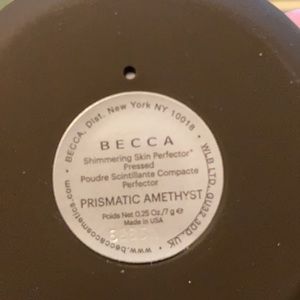 BECCA
Shimmering Skin Perfector®
Pressed
Poudre Scintillante Compacte
Perfector
PRISMATIC AMETHYST
Poids Net 0.25 Oz/7 g e
Made in USA
BECCA, Dist. New York NY 10018 • WLB LTD, GU32 3DP, UK • www.beccacosmetics.com •